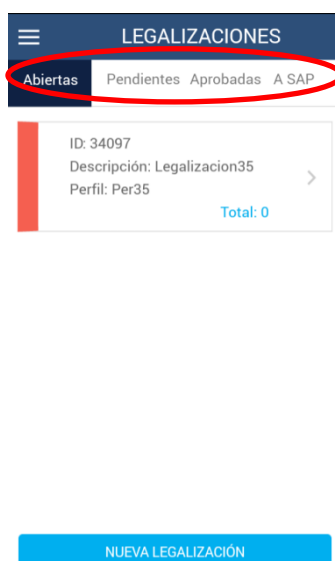 LEGALIZACIONES
Abiertas Pendientes Aprobadas A SAP
ID: 34097
Descripción: Legalizacion35
Perfil: Per35
Total: 0
NUEVA LEGALIZACIÓN